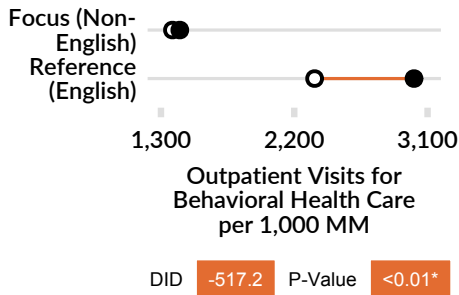 Focus (Non-
English)
Reference
(English)
1,300 2,200 3,100
Outpatient Visits for
Behavioral Health Care
per 1,000 MM
DID -517.2 P-Value <0.01*